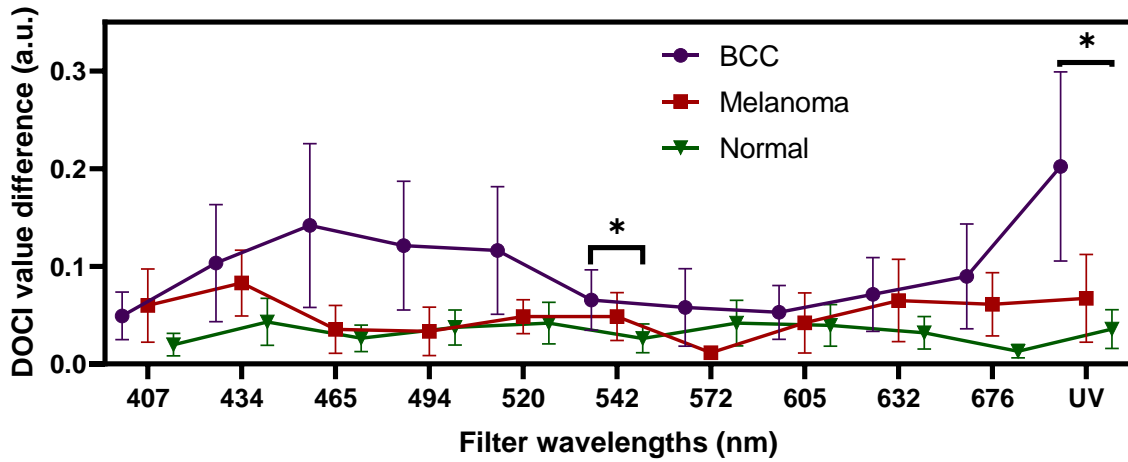 DOCI value difference (a.u.)
0.3
0.2
0.1
0.0
BCC
Melanoma
Normal
*
*
407 434 465 494 520 542 572 605 632 676 UV
Filter wavelengths (nm)